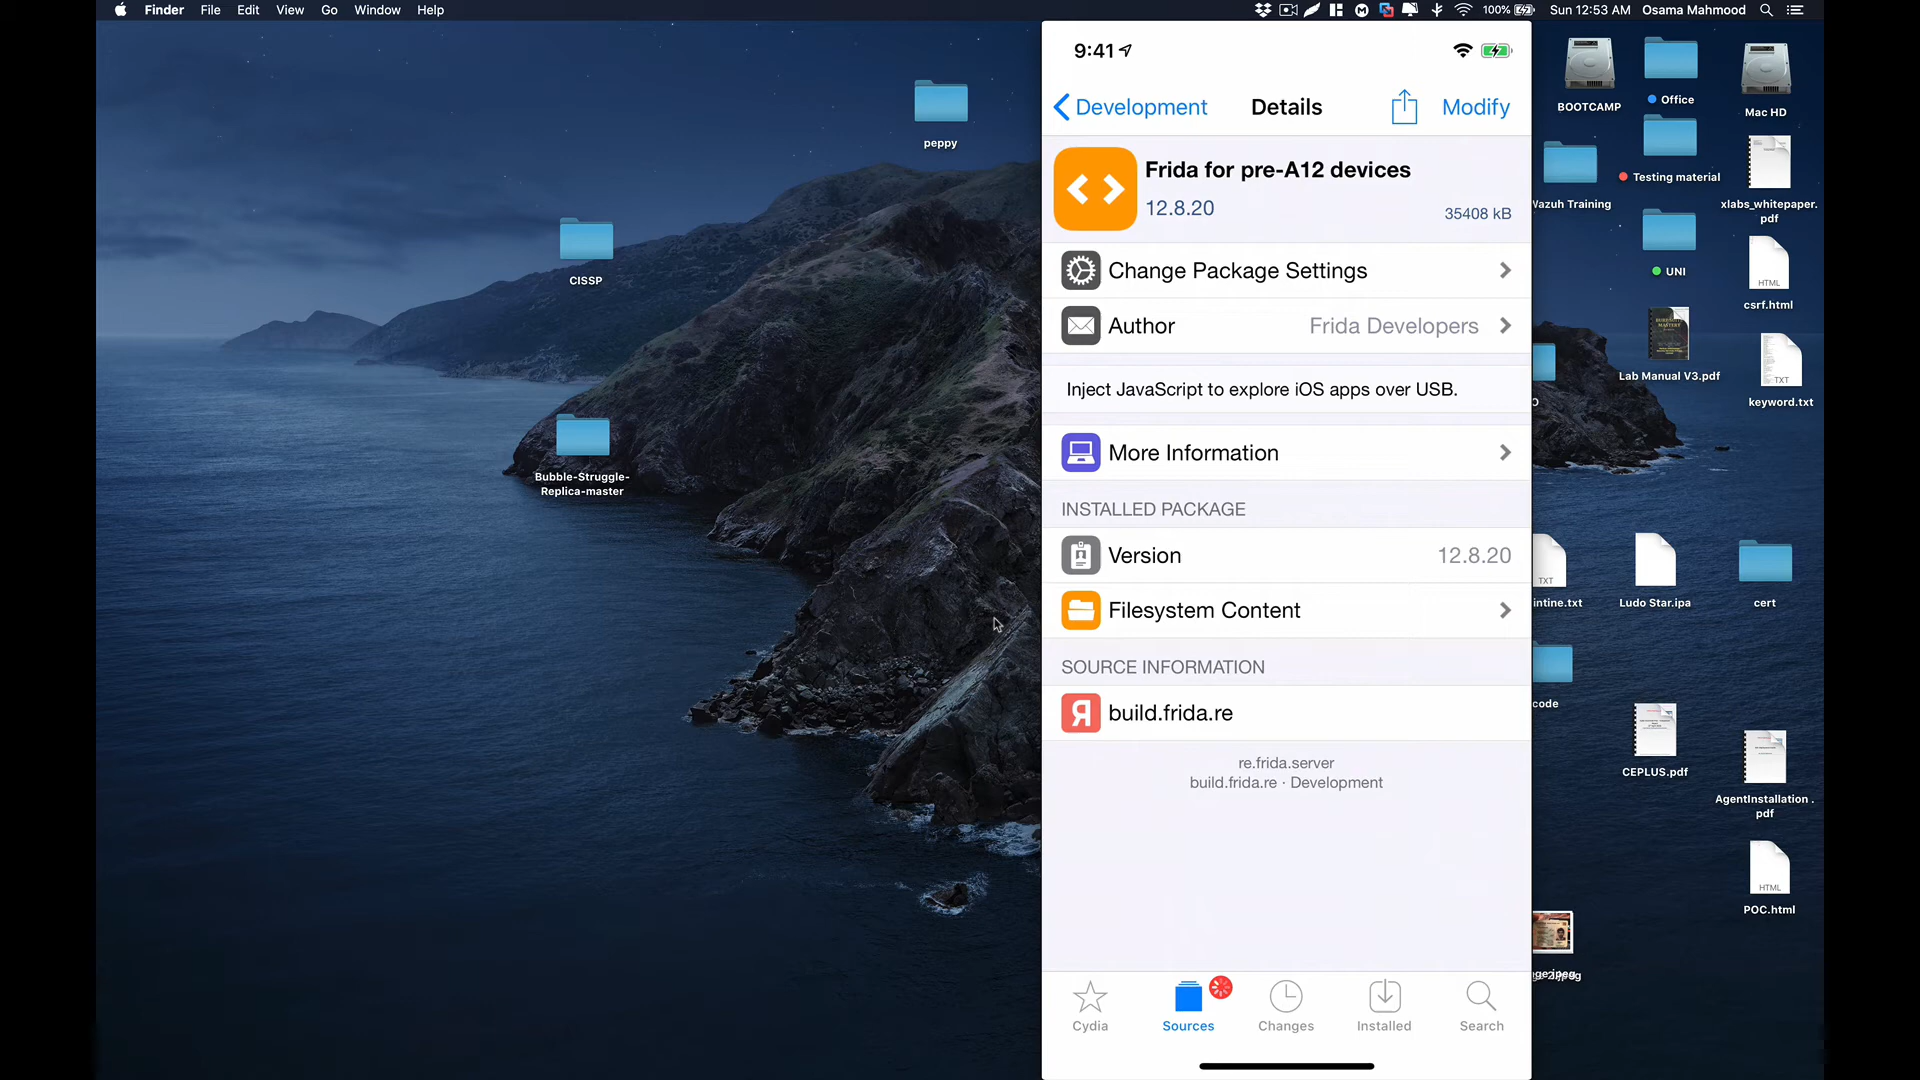 Finder File Edit View Go Window Help
100% Sun 12:53 AM Osama Mahmood
peppy
CISSP
Bubble-Struggle-
Replica-master
9:41
Development Details Modify
Frida for pre-A12 devices
12.8.20
35408 kB
Change Package Settings
Author Frida Developers
Inject JavaScript to explore iOS apps over USB.
More Information
INSTALLED PACKAGE
Version 12.8.20
Filesystem Content
SOURCE INFORMATION
build.frida.re
re.frida.server
build.frida.re · Development
Cydia Sources Changes Installed Search
BOOTCAMP
Office
Mac HD
Wazuh Training
Testing material
xlabs_whitepaper.
pdf
UNI
HTML
csrf.html
Lab Manual V3.pdf
TXT
keyword.txt
O
TXT
intine.txt
Ludo Star.ipa
cert
code
CEPLUS.pdf
AgentInstallation.
pdf
HTML
POC.html